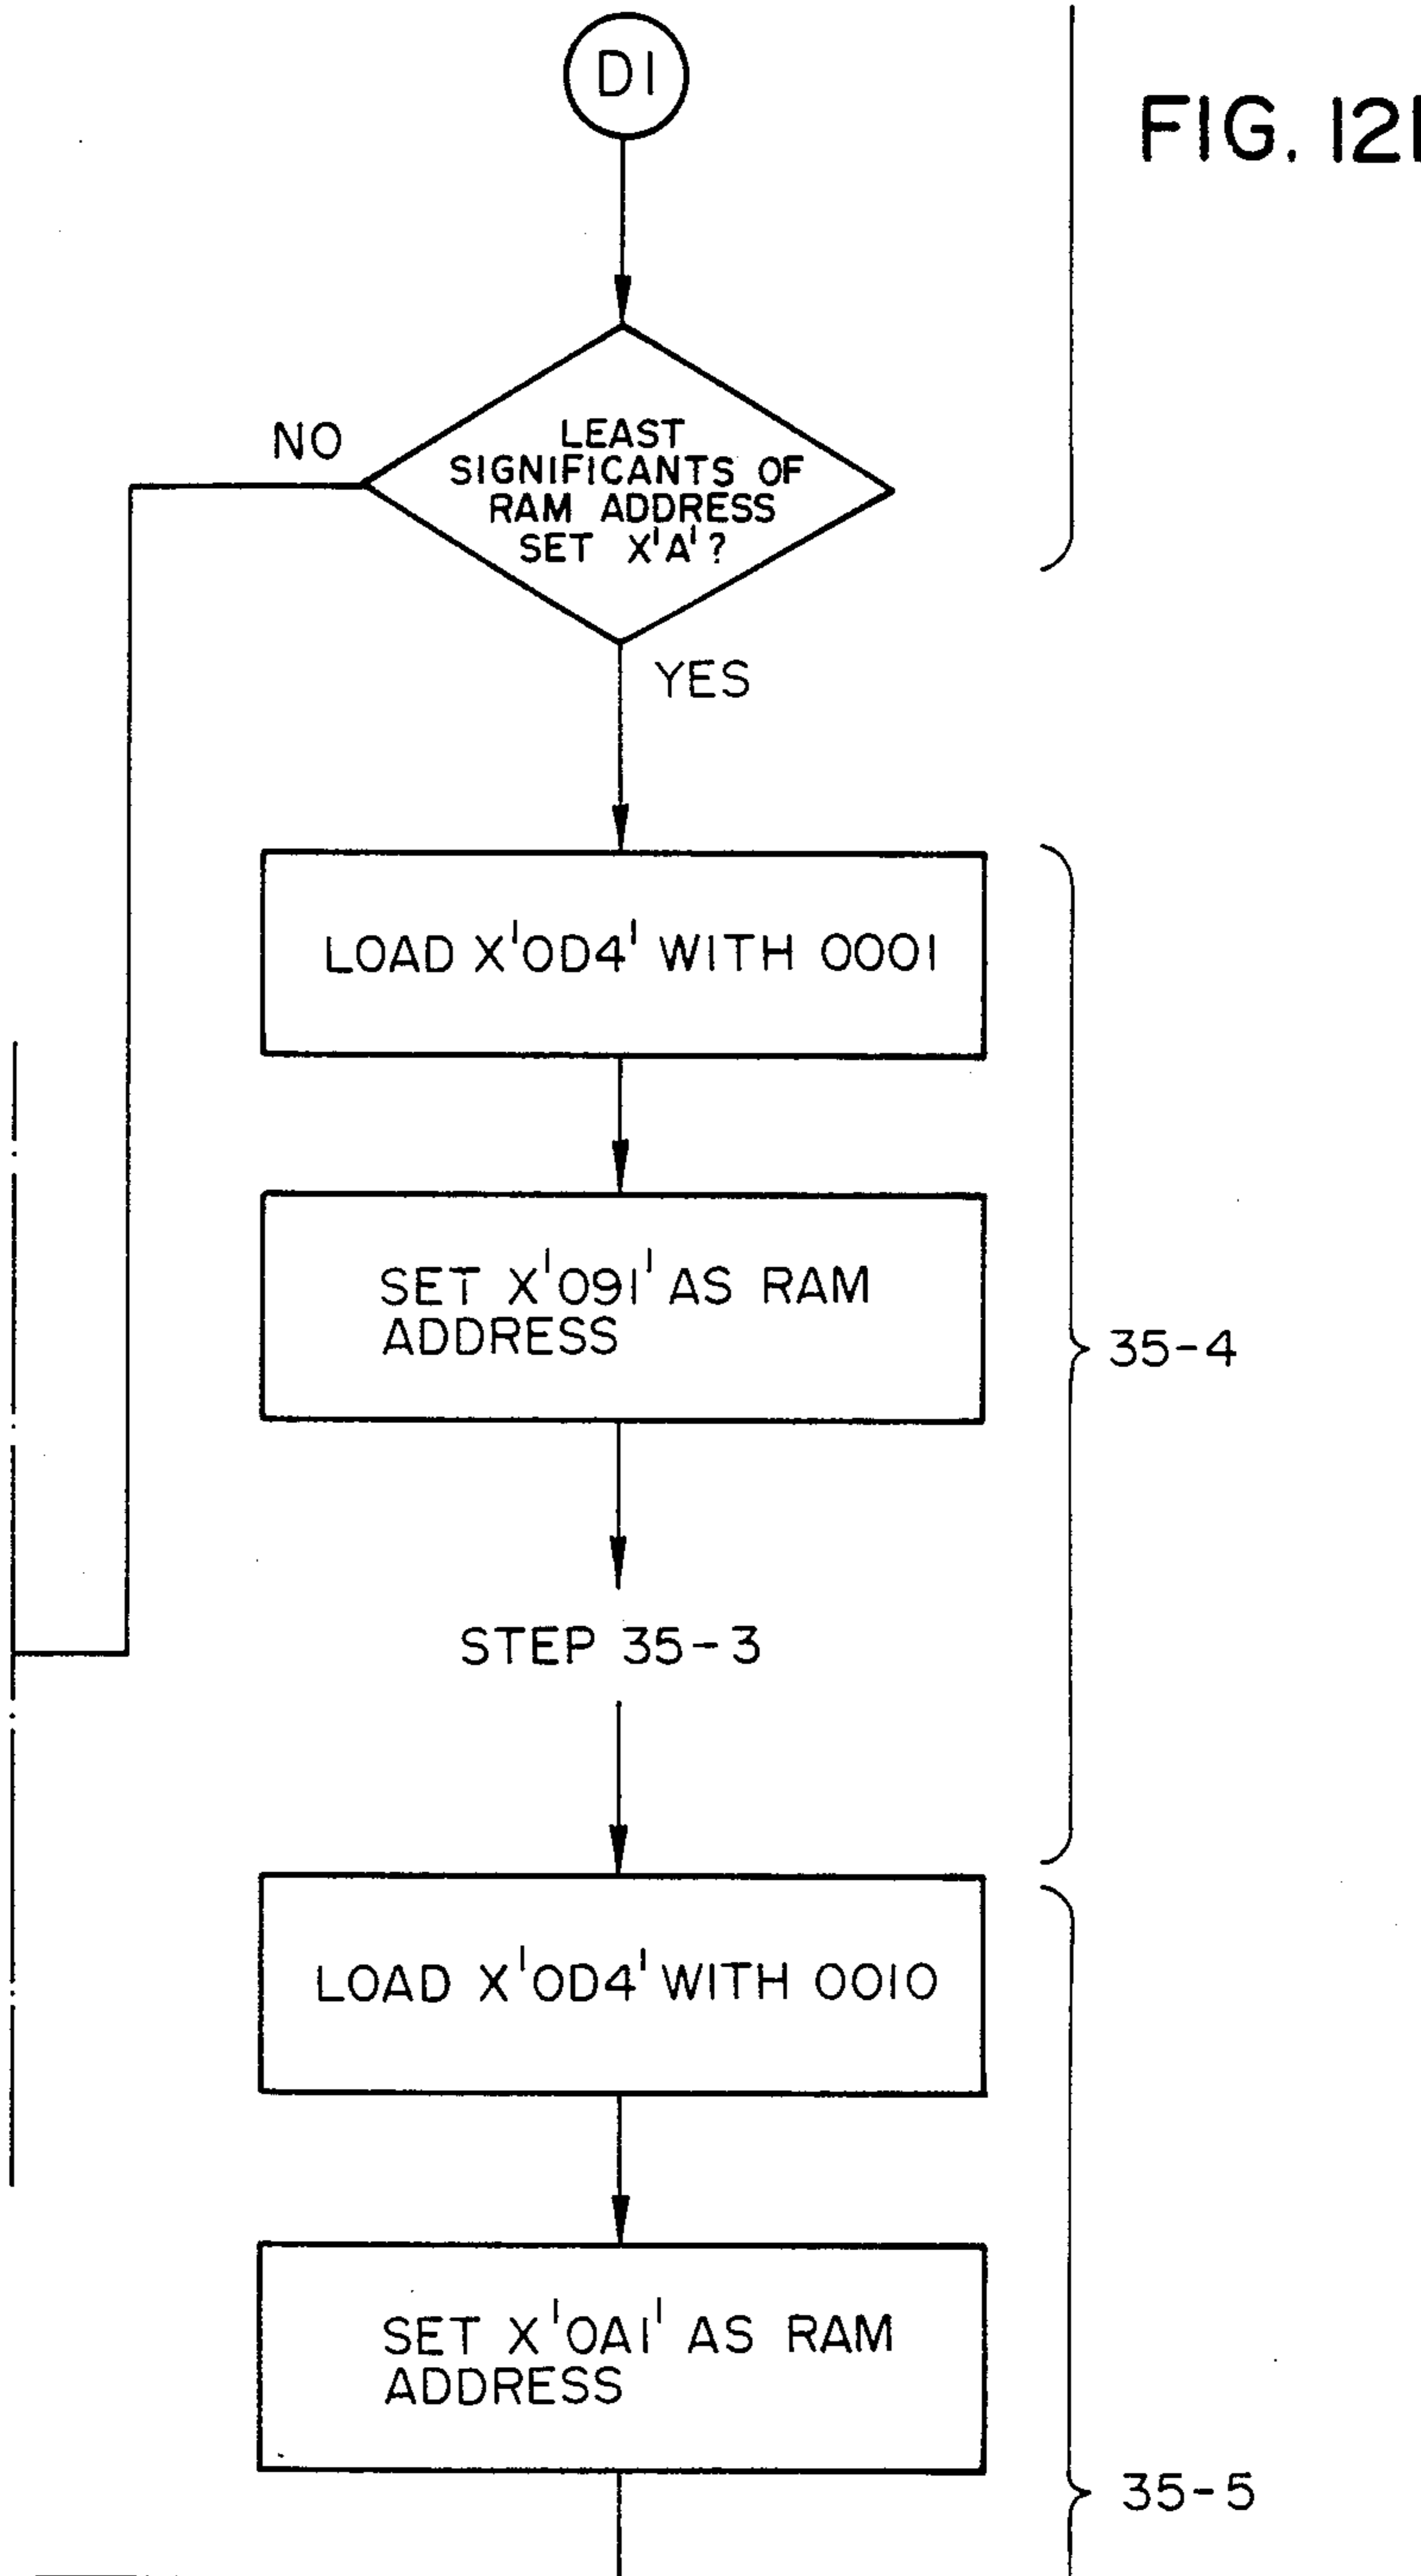 D1
FIG. 12
NO
LEAST
SIGNIFICANTS OF
RAM ADDRESS
SET X'A'?
YES
LOAD X'0D4' WITH 0001
SET X'091' AS RAM
ADDRESS
35-4
STEP 35-3
LOAD X'0D4' WITH 0010
SET X'0A1' AS RAM
ADDRESS
35-5